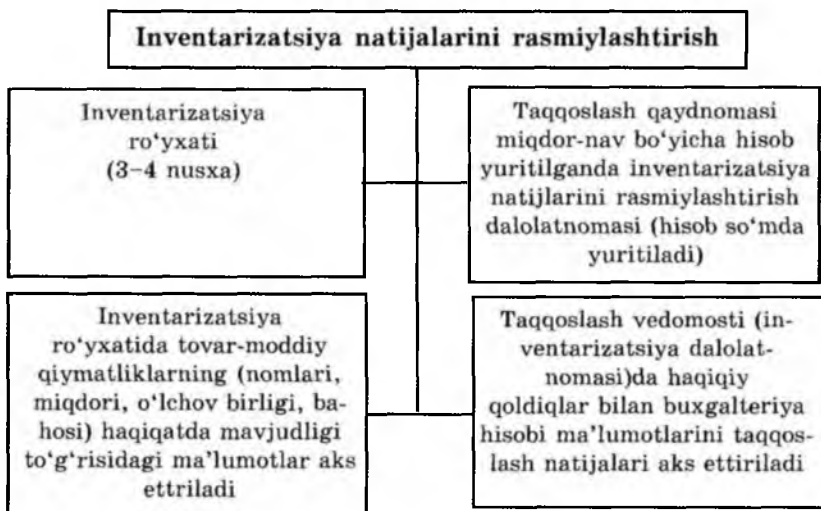 Inventarizatsiya natijalarini rasmiylashtirish
Inventarizatsiya
ro‘yxati
(3–4 nusxa)
Taqqoslash qaydnomasi
miqdor-nav bo‘yicha hisob
yuritilganda inventarizatsiya
natijlarini rasmiylashtirish
dalolatnomasi (hisob so‘mda
yuritiladi)
Inventarizatsiya
ro‘yxatida tovar-moddiy
qiymatliklarning (nomlari,
miqdori, o‘lchov birligi, ba-
hosi) haqiqatda mavjudligi
to‘g‘risidagi ma’lumotlar aks
ettriladi
Taqqoslash vedomosti (in-
ventarizatsiya dalolat-
nomasi)da haqiqiy
qoldiqlar bilan buxgalteriya
hisobi ma’lumotlarini taqqos-
lash natijalari aks ettiriladi